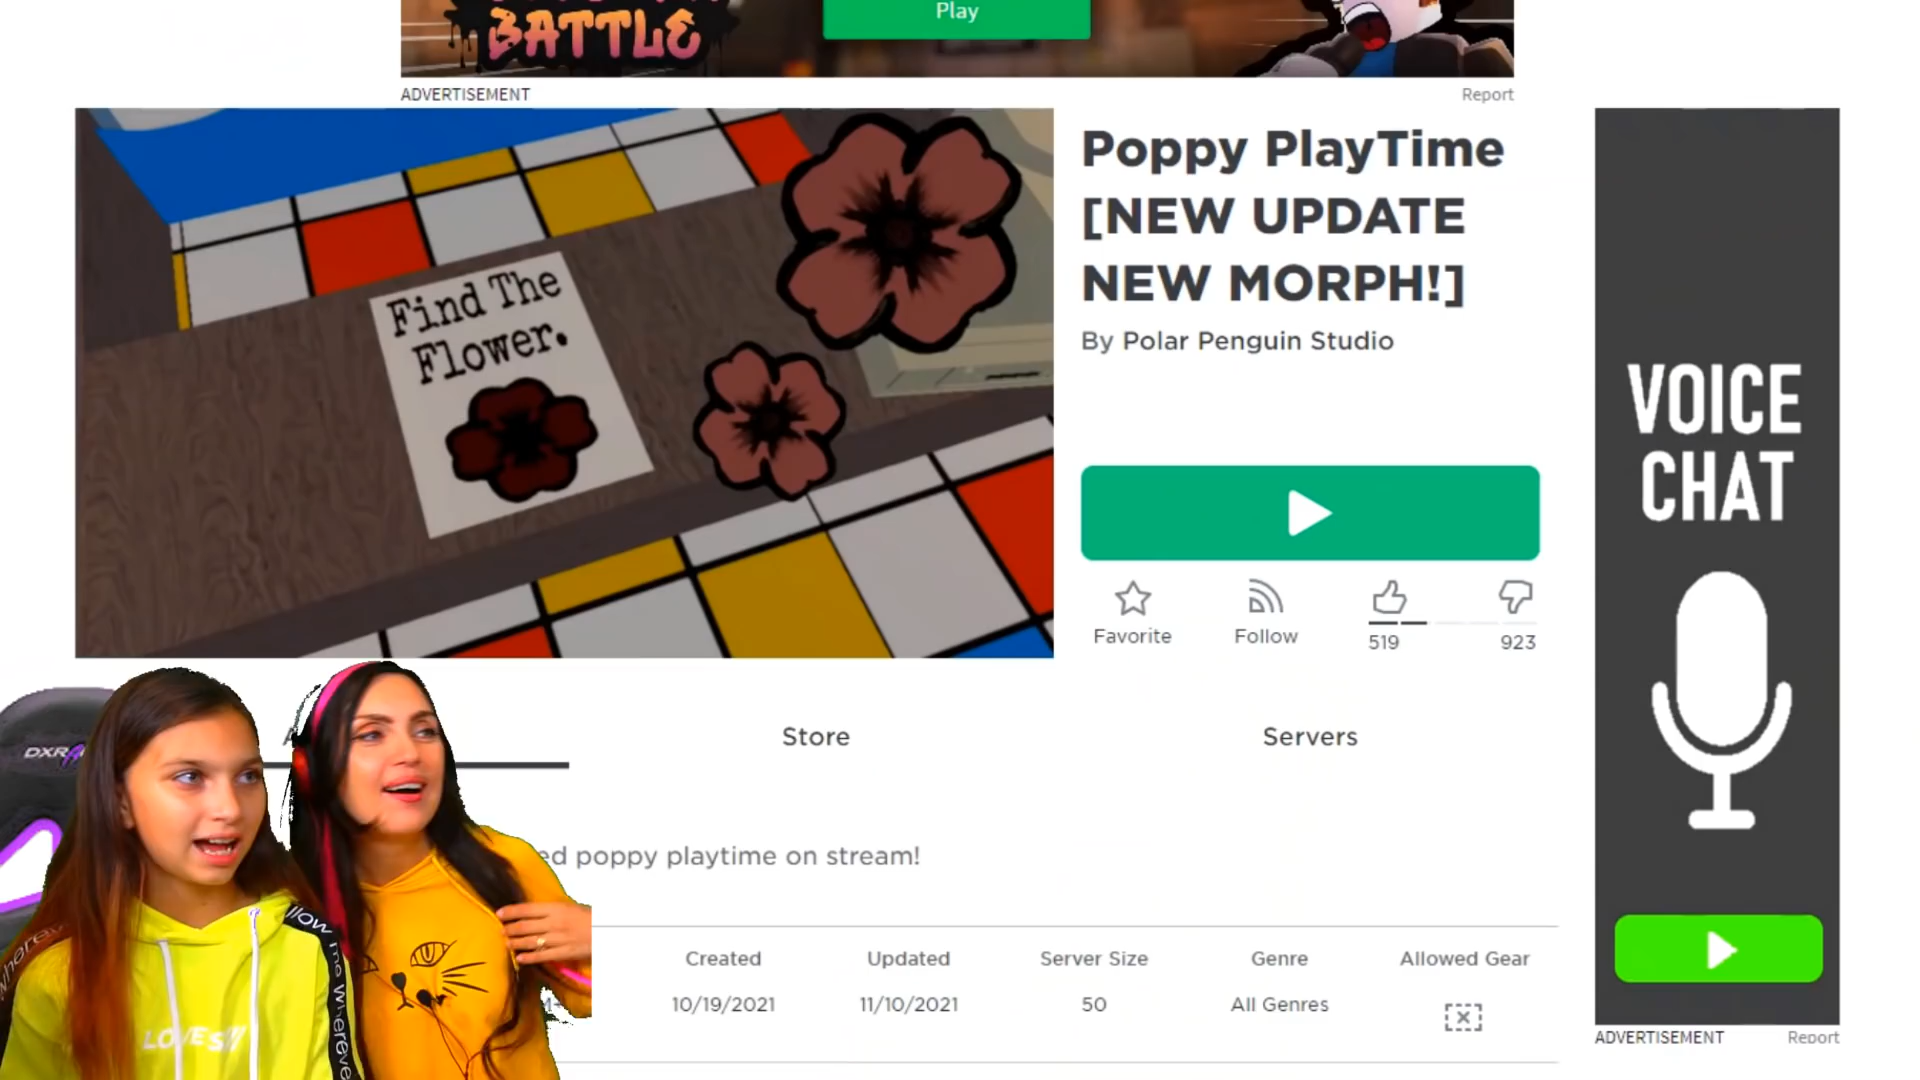 BATTLE
Play
ADVERTISEMENT
Report
Find The
Flower.
Poppy PlayTime
[NEW UPDATE
NEW MORPH!]
By Polar Penguin Studio
Favorite
Follow
519
923
VOICE
CHAT
Store
Servers
poppy playtime on stream!
Created
Updated
Server Size
Genre
Allowed Gear
10/19/2021
11/10/2021
50
All Genres
ADVERTISEMENT
Report